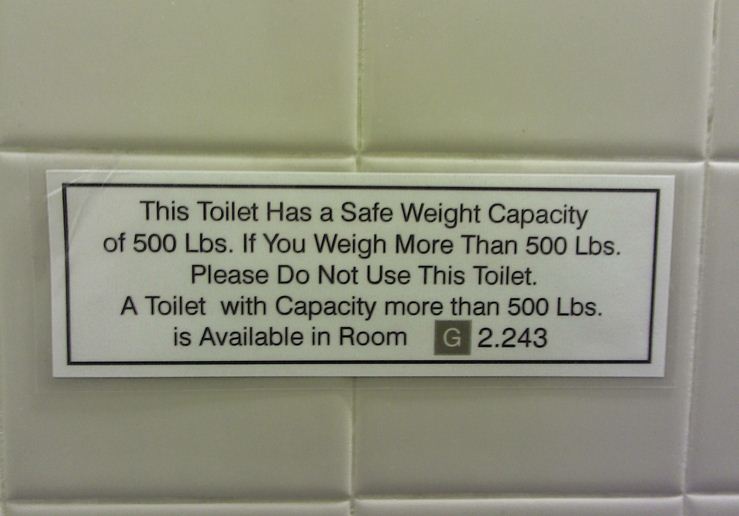 This Toilet Has a Safe Weight Capacity
of 500 Lbs. If You Weigh More Than 500 Lbs.
Please Do Not Use This Toilet.
A Toilet with Capacity more than 500 Lbs.
is Available in Room G 2.243